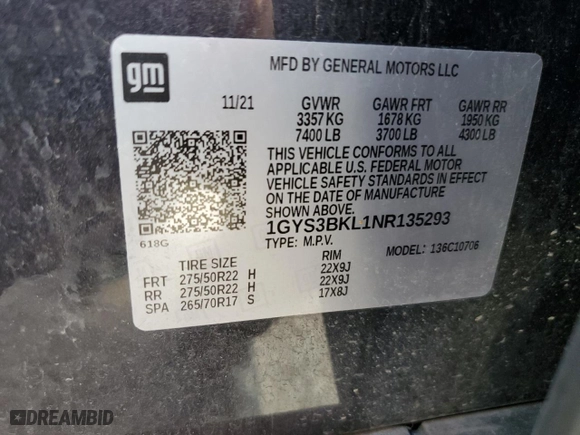 gm
MFD BY GENERAL MOTORS LLC
11/21 GVWR GAWR FRT GAWR RR
3357 KG 1678 KG 1950 KG
7400 LB 3700 LB 4300 LB
THIS VEHICLE CONFORMS TO ALL
APPLICABLE U.S. FEDERAL MOTOR
VEHICLE SAFETY STANDARDS IN EFFECT
ON THE DATE OF MANUFACTURE
SHOWN ABOVE.
1GYS3BKL1NR135293
618G TYPE: M.P.V. MODEL: 136C10706
TIRE SIZE RIM
FRT 275/50R22 H 22X9J
RR 275/50R22 H 22X9J
SPA 265/70R17 S 17X8J
DREAMBID